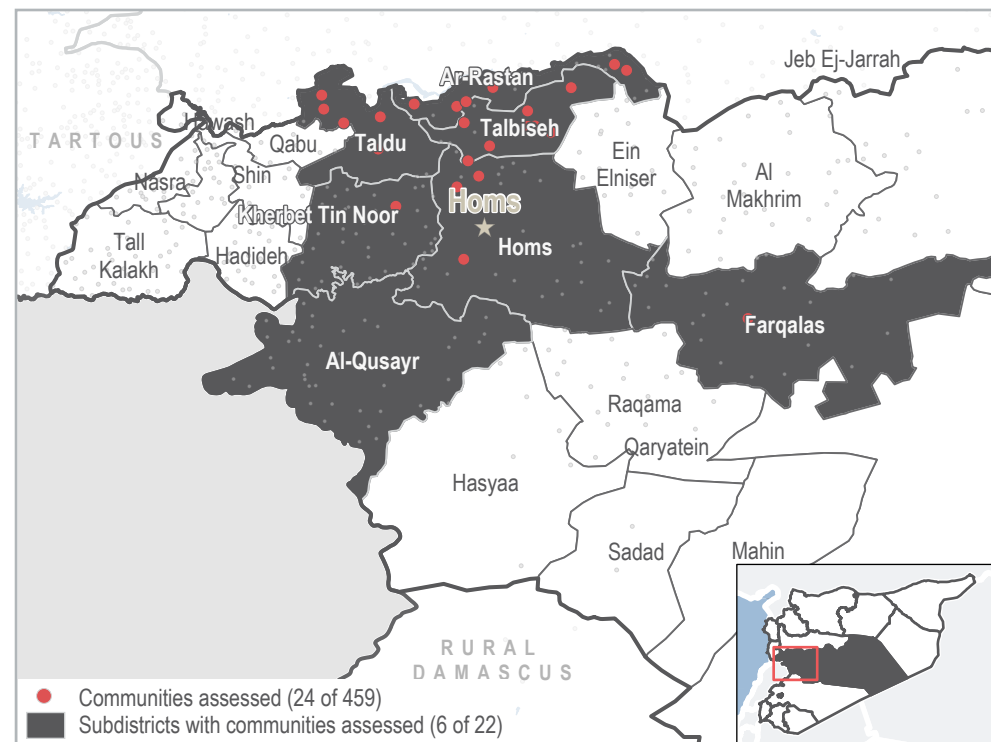 Jeb Ej-Jarrah
Ar-Rastan
Hawash
TARTOUS
Qabu
Taldu
Talbiseh
Ein
Elniser
Nasra
Shin
Al
Makhrim
Kherbet Tin Noor
Homs
Tall
Kalakh
Hadideh
Homs
Farqalas
Al-Qusayr
Raqama
Qaryatein
Hasyaa
Sadad
Mahin
RURAL
DAMASCUS
Communities assessed (24 of 459)
Subdistricts with communities assessed (6 of 22)